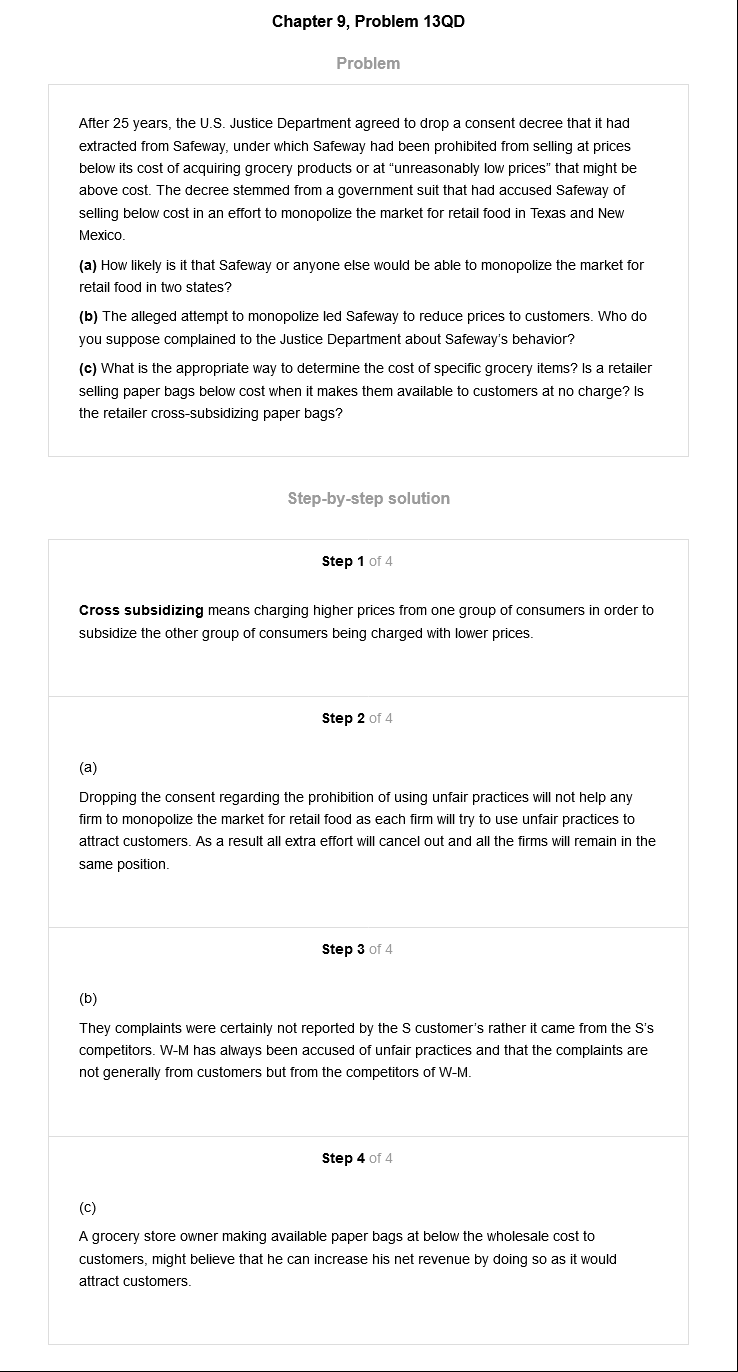 Chapter 9, Problem 13QD
Problem
After 25 years, the U.S. Justice Department agreed to drop a consent decree that it had
extracted from Safeway, under which Safeway had been prohibited from selling at prices
below its cost of acquiring grocery products or at “unreasonably low prices” that might be
above cost. The decree stemmed from a government suit that had accused Safeway of
selling below cost in an effort to monopolize the market for retail food in Texas and New
Mexico.
(a) How likely is it that Safeway or anyone else would be able to monopolize the market for
retail food in two states?
(b) The alleged attempt to monopolize led Safeway to reduce prices to customers. Who do
you suppose complained to the Justice Department about Safeway’s behavior?
(c) What is the appropriate way to determine the cost of specific grocery items? Is a retailer
selling paper bags below cost when it makes them available to customers at no charge? Is
the retailer cross-subsidizing paper bags?
Step-by-step solution
Step 1 of 4
Cross subsidizing means charging higher prices from one group of consumers in order to
subsidize the other group of consumers being charged with lower prices.
Step 2 of 4
(a)
Dropping the consent regarding the prohibition of using unfair practices will not help any
firm to monopolize the market for retail food as each firm will try to use unfair practices to
attract customers. As a result all extra effort will cancel out and all the firms will remain in the
same position.
Step 3 of 4
(b)
They complaints were certainly not reported by the S customer’s rather it came from the S’s
competitors. W-M has always been accused of unfair practices and that the complaints are
not generally from customers but from the competitors of W-M.
Step 4 of 4
(c)
A grocery store owner making available paper bags at below the wholesale cost to
customers, might believe that he can increase his net revenue by doing so as it would
attract customers.